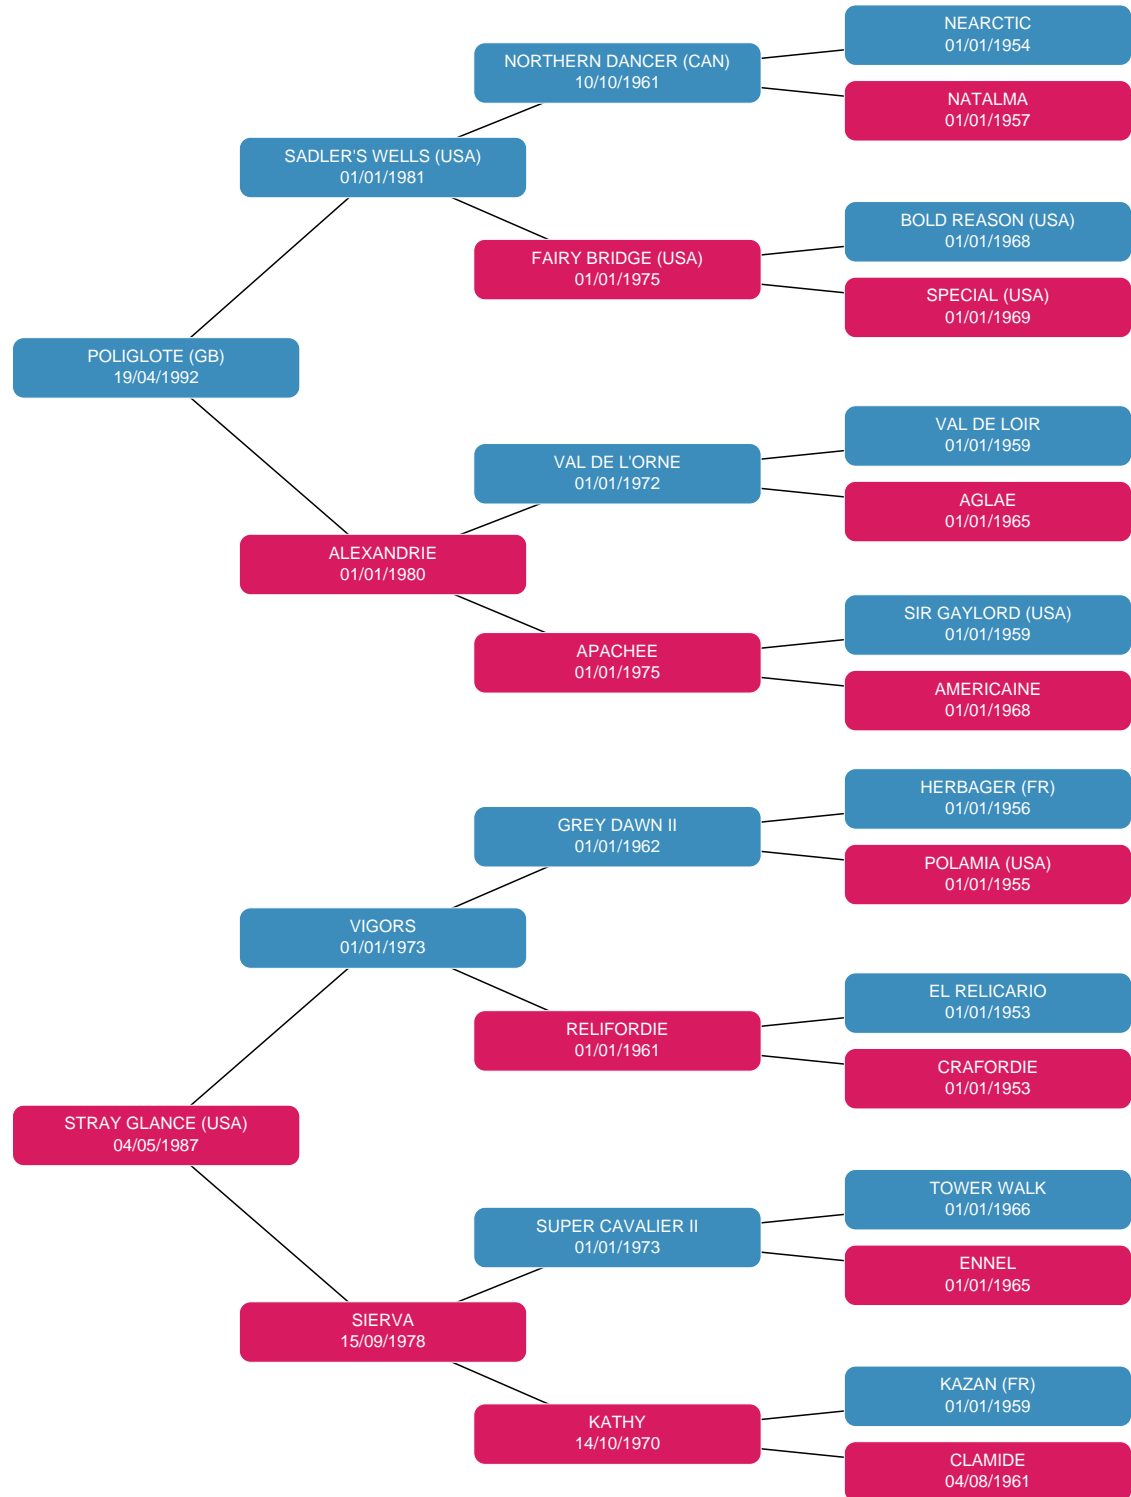 NEARCTIC
01/01/1954
NORTHERN DANCER (CAN)
10/10/1961
NATALMA
01/01/1957
SADLER'S WELLS (USA)
01/01/1981
BOLD REASON (USA)
01/01/1968
FAIRY BRIDGE (USA)
01/01/1975
SPECIAL (USA)
01/01/1969
POLIGLOTE (GB)
19/04/1992
VAL DE LOIR
01/01/1959
VAL DE L'ORNE
01/01/1972
AGLAE
01/01/1965
ALEXANDRIE
01/01/1980
SIR GAYLORD (USA)
01/01/1959
APACHEE
01/01/1975
AMERICAINE
01/01/1968
HERBAGER (FR)
01/01/1956
GREY DAWN II
01/01/1962
POLAMIA (USA)
01/01/1955
VIGORS
01/01/1973
EL RELICARIO
01/01/1953
RELIFORDIE
01/01/1961
CRAFORDIE
01/01/1953
STRAY GLANCE (USA)
04/05/1987
TOWER WALK
01/01/1966
SUPER CAVALIER II
01/01/1973
ENNEL
01/01/1965
SIERVA
15/09/1978
KAZAN (FR)
01/01/1959
KATHY
14/10/1970
CLAMIDE
04/08/1961